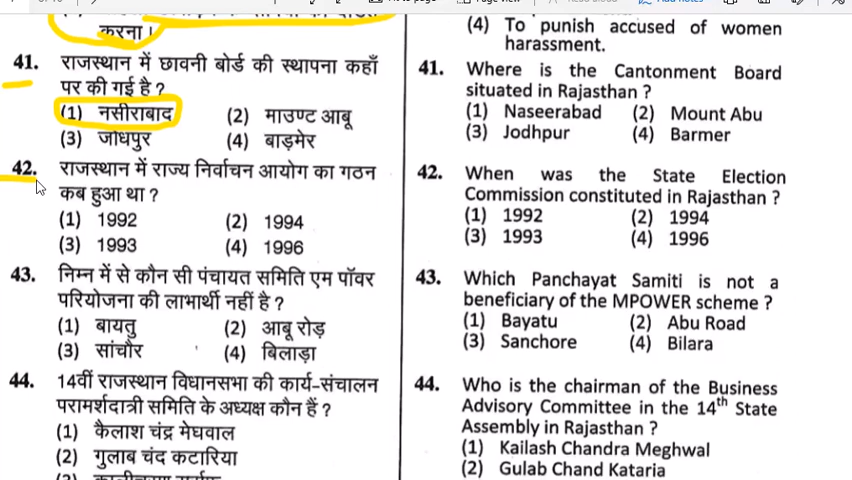 करना।
41. राजस्थान में छावनी बोर्ड की स्थापना कहाँ
पर की गई है ?
(1) नसीराबाद (2) माउण्ट आबू
(3) जोधपुर (4) बाड़मेर
42. राजस्थान में राज्य निर्वाचन आयोग का गठन
कब हुआ था ?
(1) 1992 (2) 1994
(3) 1993 (4) 1996
43. निम्न में से कौन सी पंचायत समिति एम पॉवर
परियोजना की लाभार्थी नहीं है ?
(1) बायतु (2) आबू रोड़
(3) सांचौर (4) बिलाड़ा
44. 14वीं राजस्थान विधानसभा की कार्य-संचालन
परामर्शदात्री समिति के अध्यक्ष कौन हैं ?
(1) कैलाश चंद्र मेघवाल
(2) गुलाब चंद कटारिया
(4) To punish accused of women
harassment.
41. Where is the Cantonment Board
situated in Rajasthan ?
(1) Naseerabad (2) Mount Abu
(3) Jodhpur (4) Barmer
42. When was the State Election
Commission constituted in Rajasthan ?
(1) 1992 (2) 1994
(3) 1993 (4) 1996
43. Which Panchayat Samiti is not a
beneficiary of the MPOWER scheme ?
(1) Bayatu (2) Abu Road
(3) Sanchore (4) Bilara
44. Who is the chairman of the Business
Advisory Committee in the 14th State
Assembly in Rajasthan ?
(1) Kailash Chandra Meghwal
(2) Gulab Chand Kataria